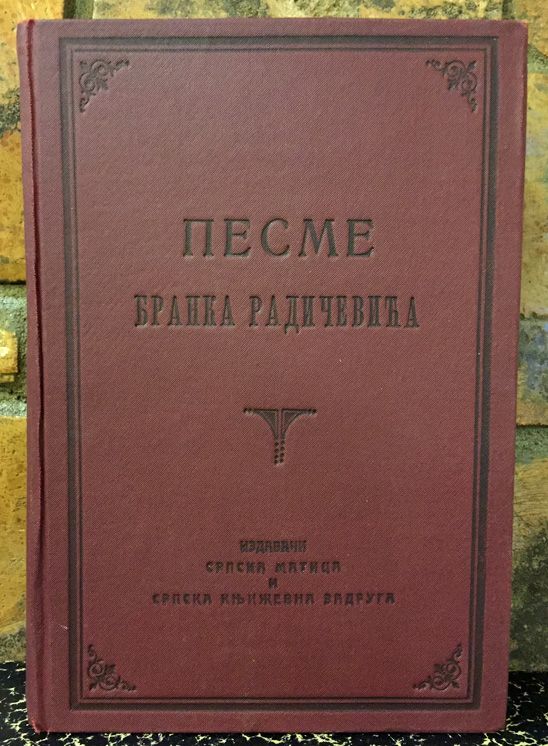 ПЕСМЕ
БРАНКА РАДИЧЕВИЋА
ИЗДАВАЧИ
СРПСКА МАТИЦА
И
СРПСКА КЊИЖЕВНА ЗАДРУГА